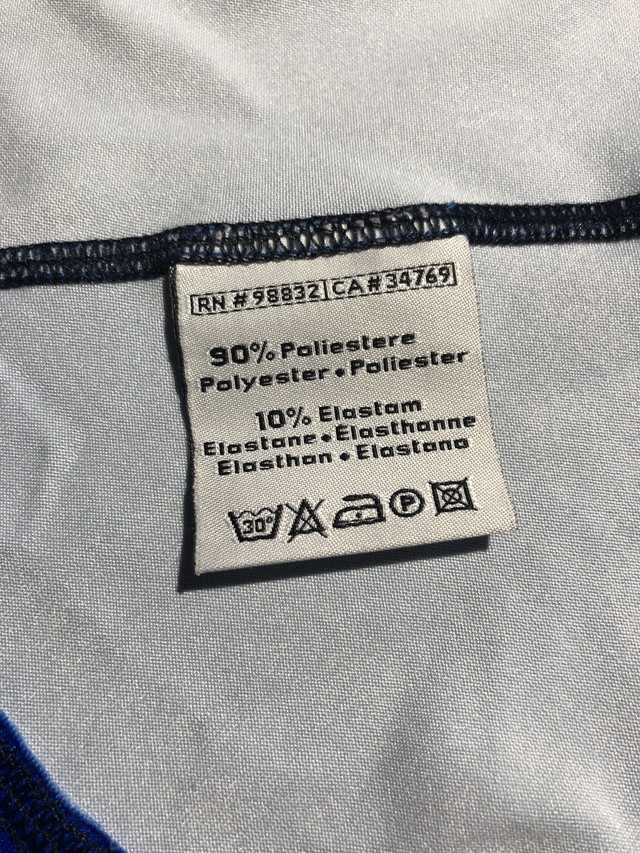 RN #98832 CA#34769
90% Poliestere
Polyester • Poliester
10% Elastam
Elastane • Elasthanne
Elasthan • Elastano
30° P